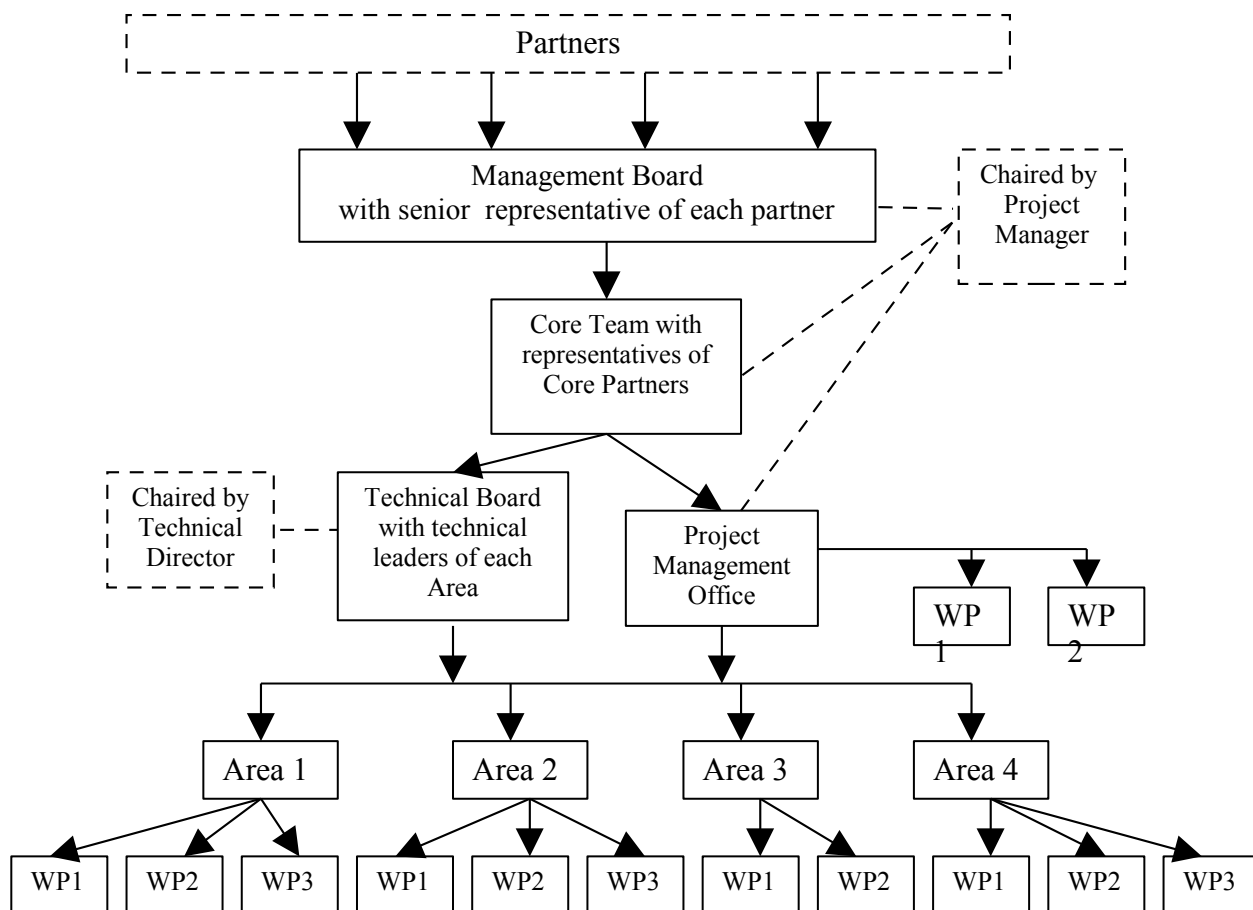 Partners
Management Board
with senior representative of each partner
Chaired by
Project
Manager
Core Team with
representatives of
Core Partners
Chaired by
Technical
Director
Technical Board
with technical
leaders of each
Area
Project
Management
Office
WP
1
WP
2
Area 1
Area 2
Area 3
Area 4
WP1
WP2
WP3
WP1
WP2
WP3
WP1
WP2
WP1
WP2
WP3